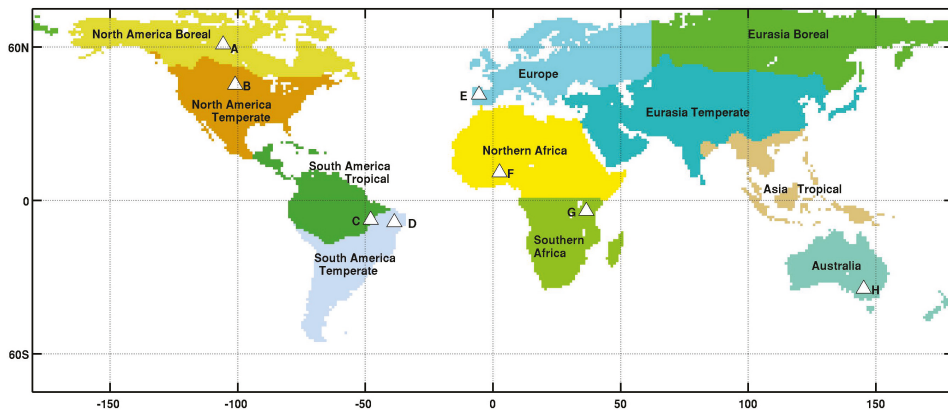 60N
0
60S
-150
-100
-50
0
50
100
150
North America Boreal
A
B
North America
Temperate
South America
Tropical
C
D
South America
Temperate
E
Europe
Northern Africa
F
G
Southern
Africa
Eurasia Boreal
Eurasia Temperate
Asia Tropical
Australia
H